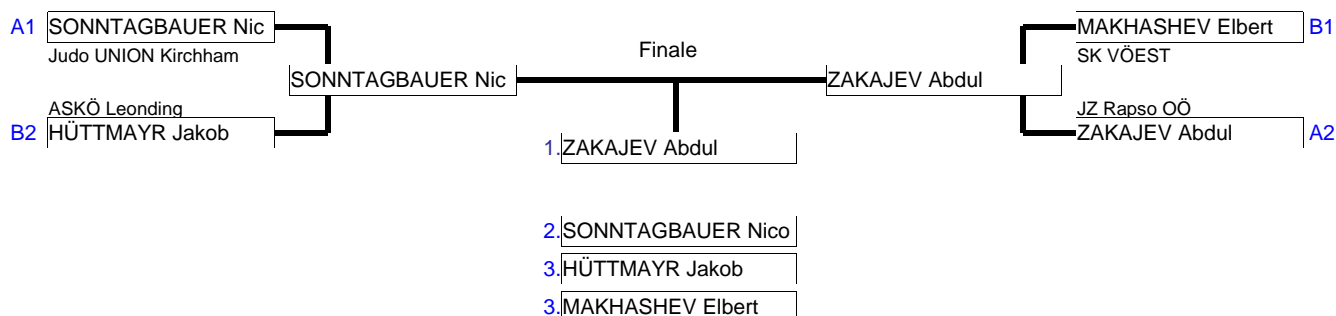 A1 SONNTAGBAUER Nic
Judo UNION Kirchham
SONNTAGBAUER Nic
ASKÖ Leonding
B2 HÜTTMAYR Jakob
Finale
MAKHASHEV Elbert B1
SK VÖEST
ZAKAJEV Abdul
JZ Rapso OÖ
ZAKAJEV Abdul A2
1. ZAKAJEV Abdul
2. SONNTAGBAUER Nico
3. HÜTTMAYR Jakob
3. MAKHASHEV Elbert